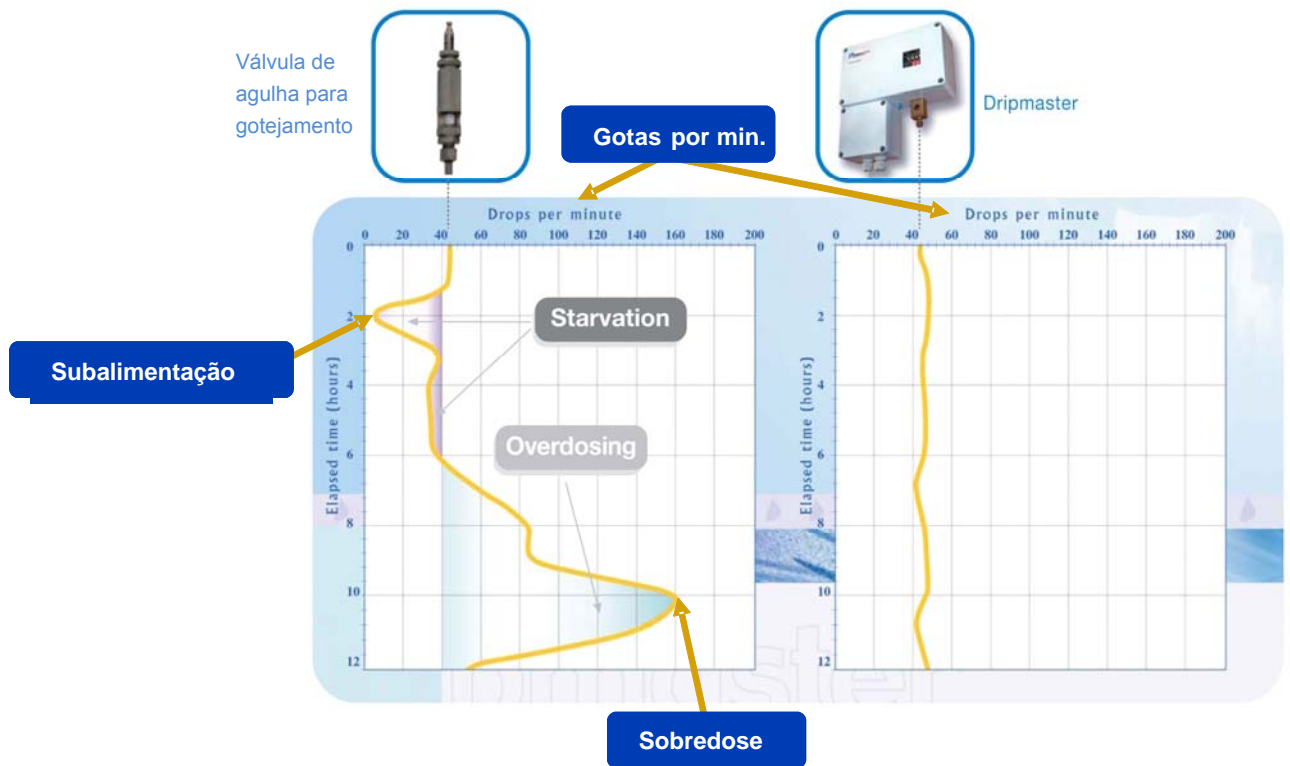 Válvula de
agulha para
gotejamento
Gotas por min.
Dripmaster
Drops per minute
0 20 40 60 80 100 120 140 160 180 200
0
2
4
6
8
10
12
Elapsed time (hours)
Starvation
Overdosing
Subalimentação
Sobredose
Drops per minute
0 20 40 60 80 100 120 140 160 180 200
0
2
4
6
8
10
12
Elapsed time (hours)